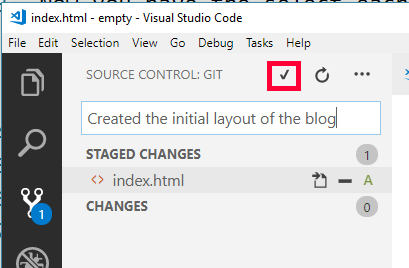 index.html - empty - Visual Studio Code
File Edit Selection View Go Debug Tasks Help
SOURCE CONTROL: GIT
Created the initial layout of the blog
STAGED CHANGES 1
<> index.html A
CHANGES 0
1